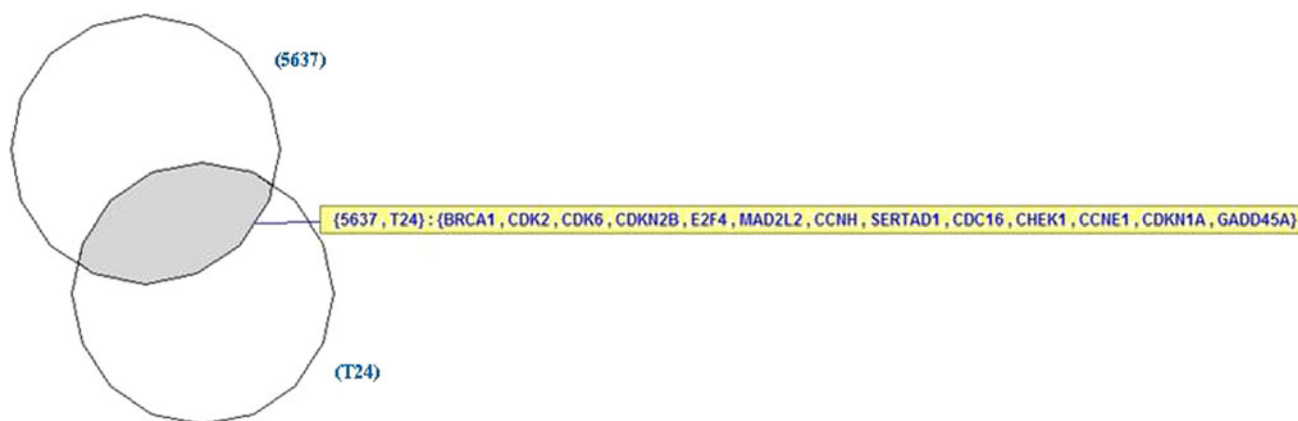 (5637)
{5637,T24}:{BRCA1,CDK2,CDK6,CDKN2B,E2F4,MAD2L2,CCNH,SERTAD1,CDC16,CHEK1,CCNE1,CDKN1A,GADD45A}
(T24)